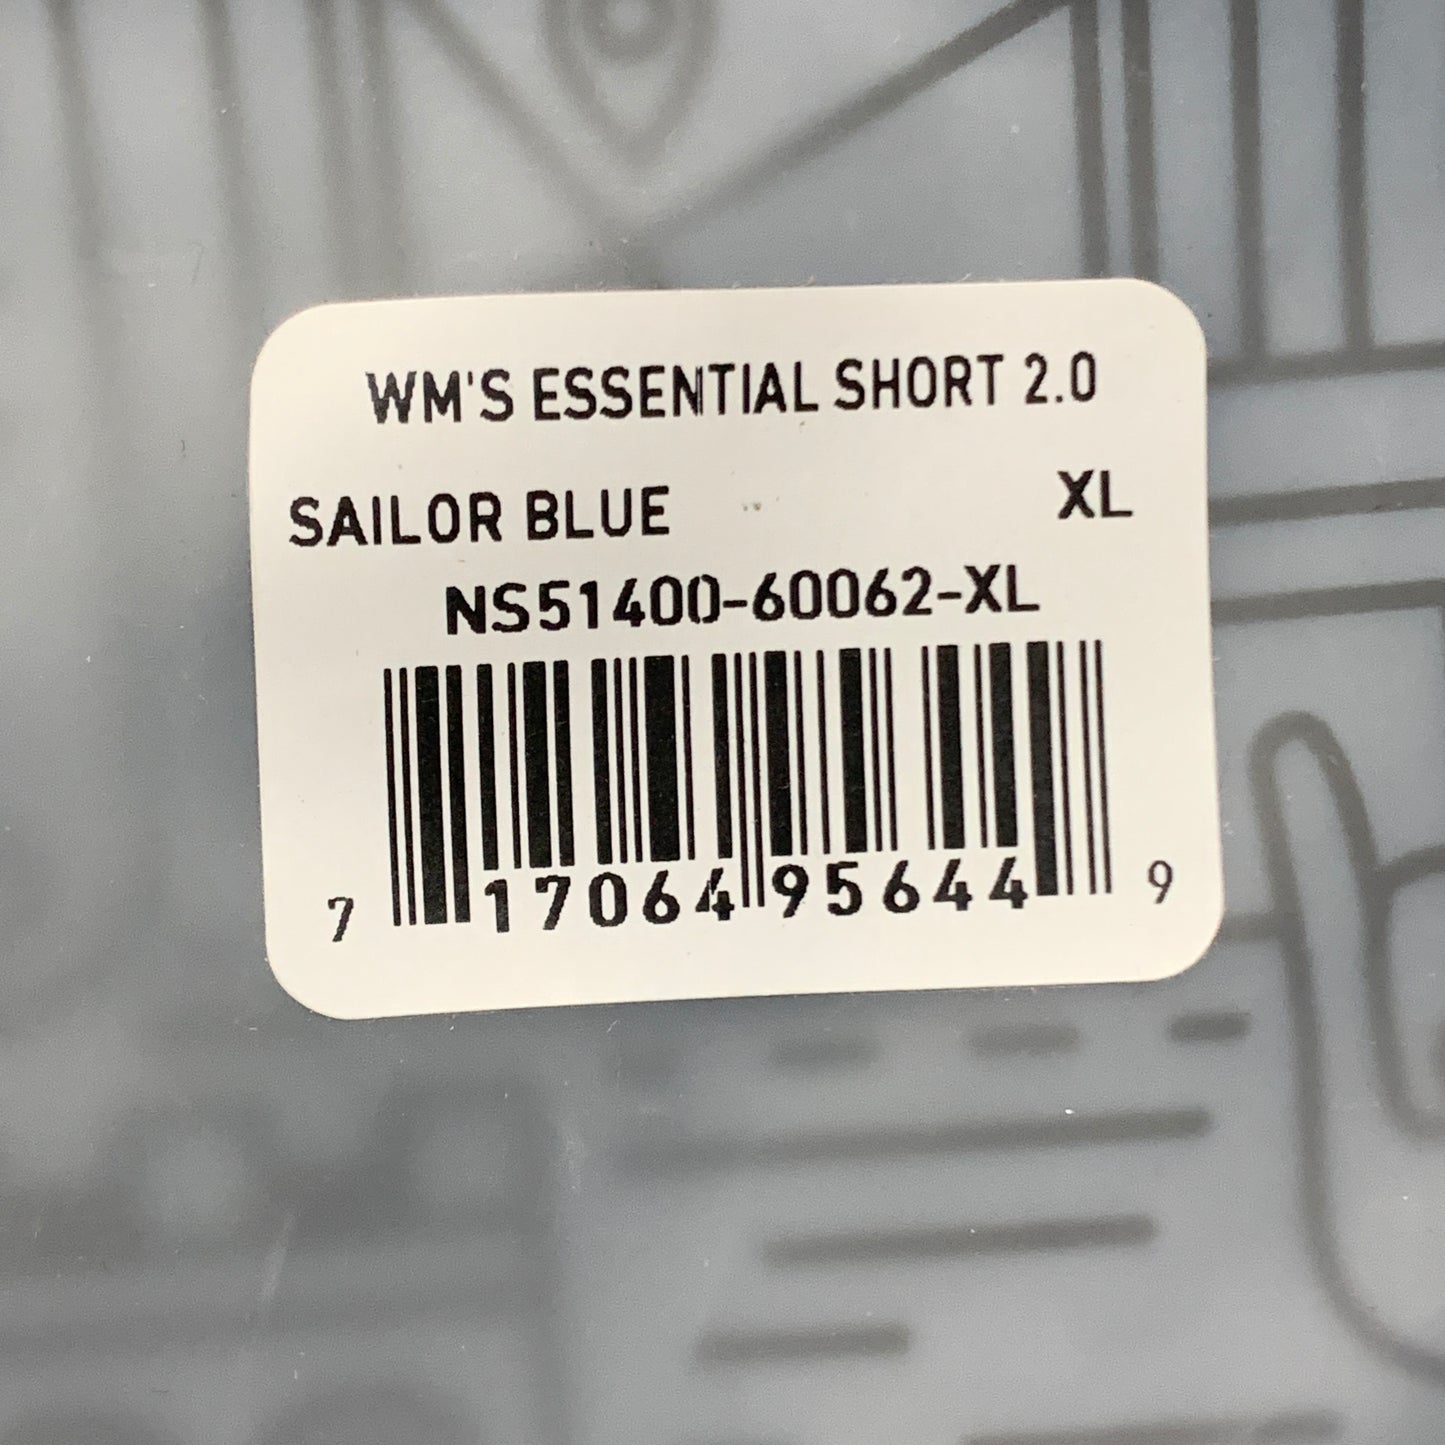 WM'S ESSENTIAL SHORT 2.0
SAILOR BLUE XL
NS51400-60062-XL
7 17064 95644 9